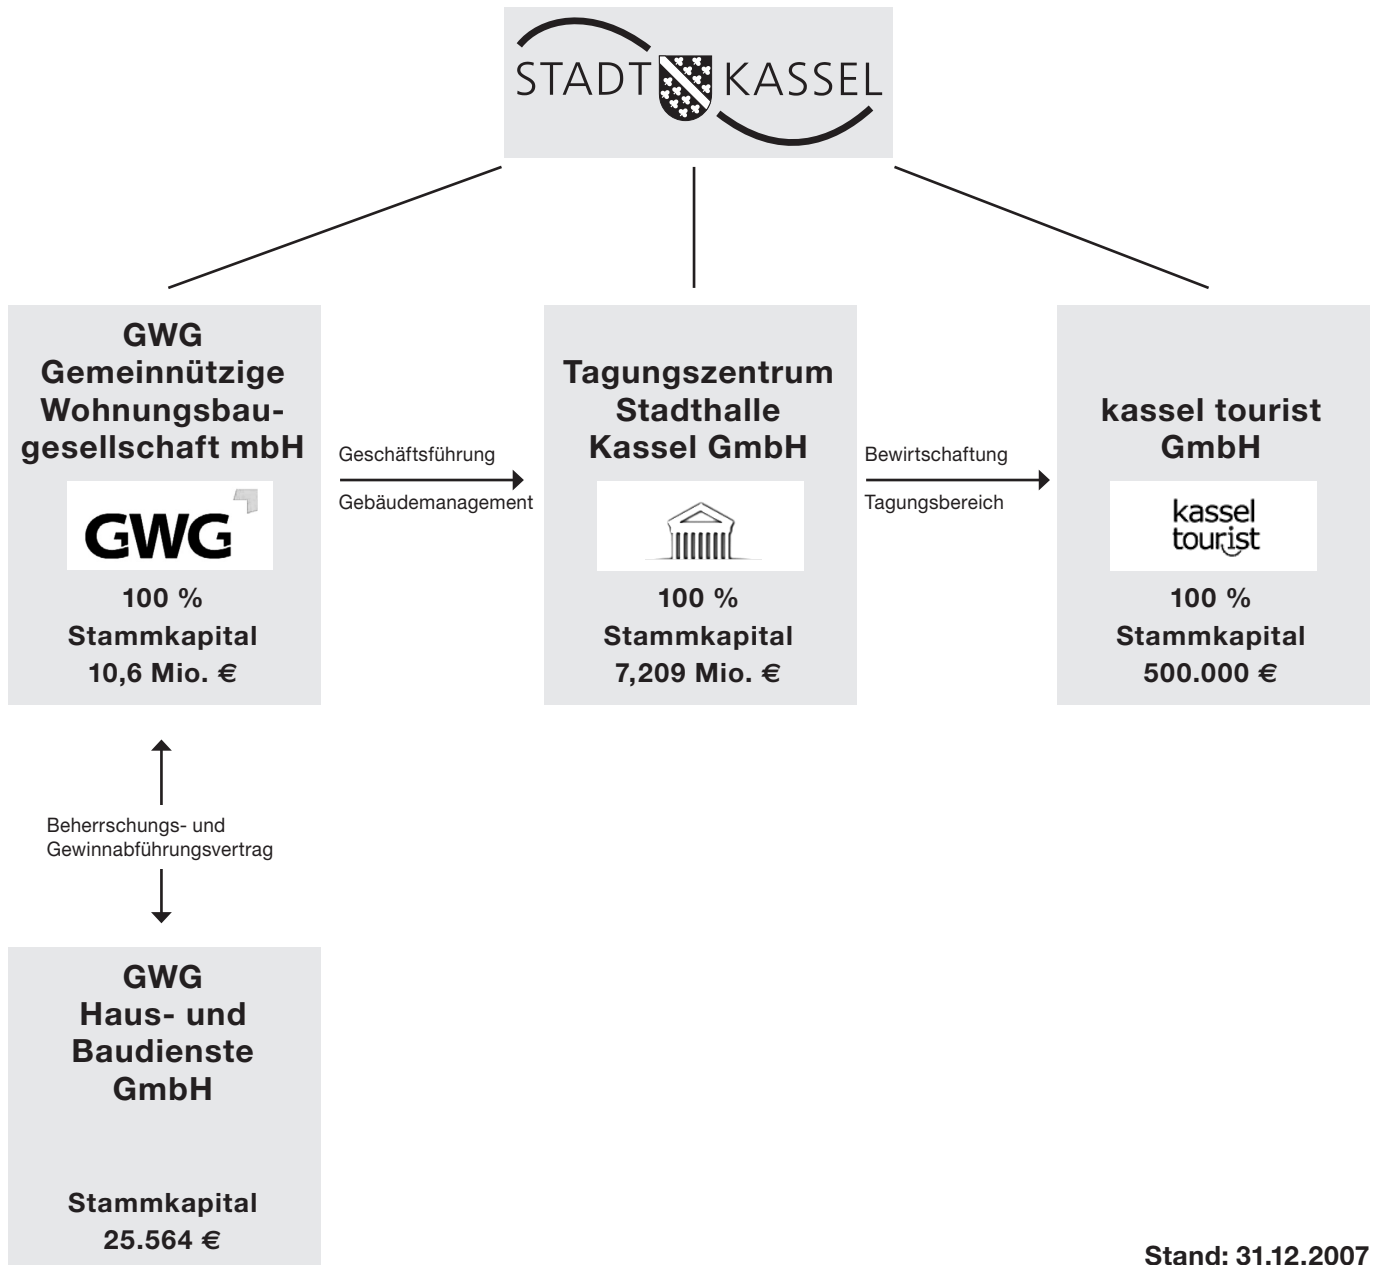 STADT KASSEL
GWG
Gemeinnützige
Wohnungsbau-
gesellschaft mbH
GWG
100 %
Stammkapital
10,6 Mio. €
Geschäftsführung
Gebäudemanagement
Tagungszentrum
Stadthalle
Kassel GmbH
100 %
Stammkapital
7,209 Mio. €
Bewirtschaftung
Tagungsbereich
kassel tourist
GmbH
kassel
tourist
100 %
Stammkapital
500.000 €
Beherrschungs- und
Gewinnabführungsvertrag
GWG
Haus- und
Baudienste
GmbH
Stammkapital
25.564 €
Stand: 31.12.2007